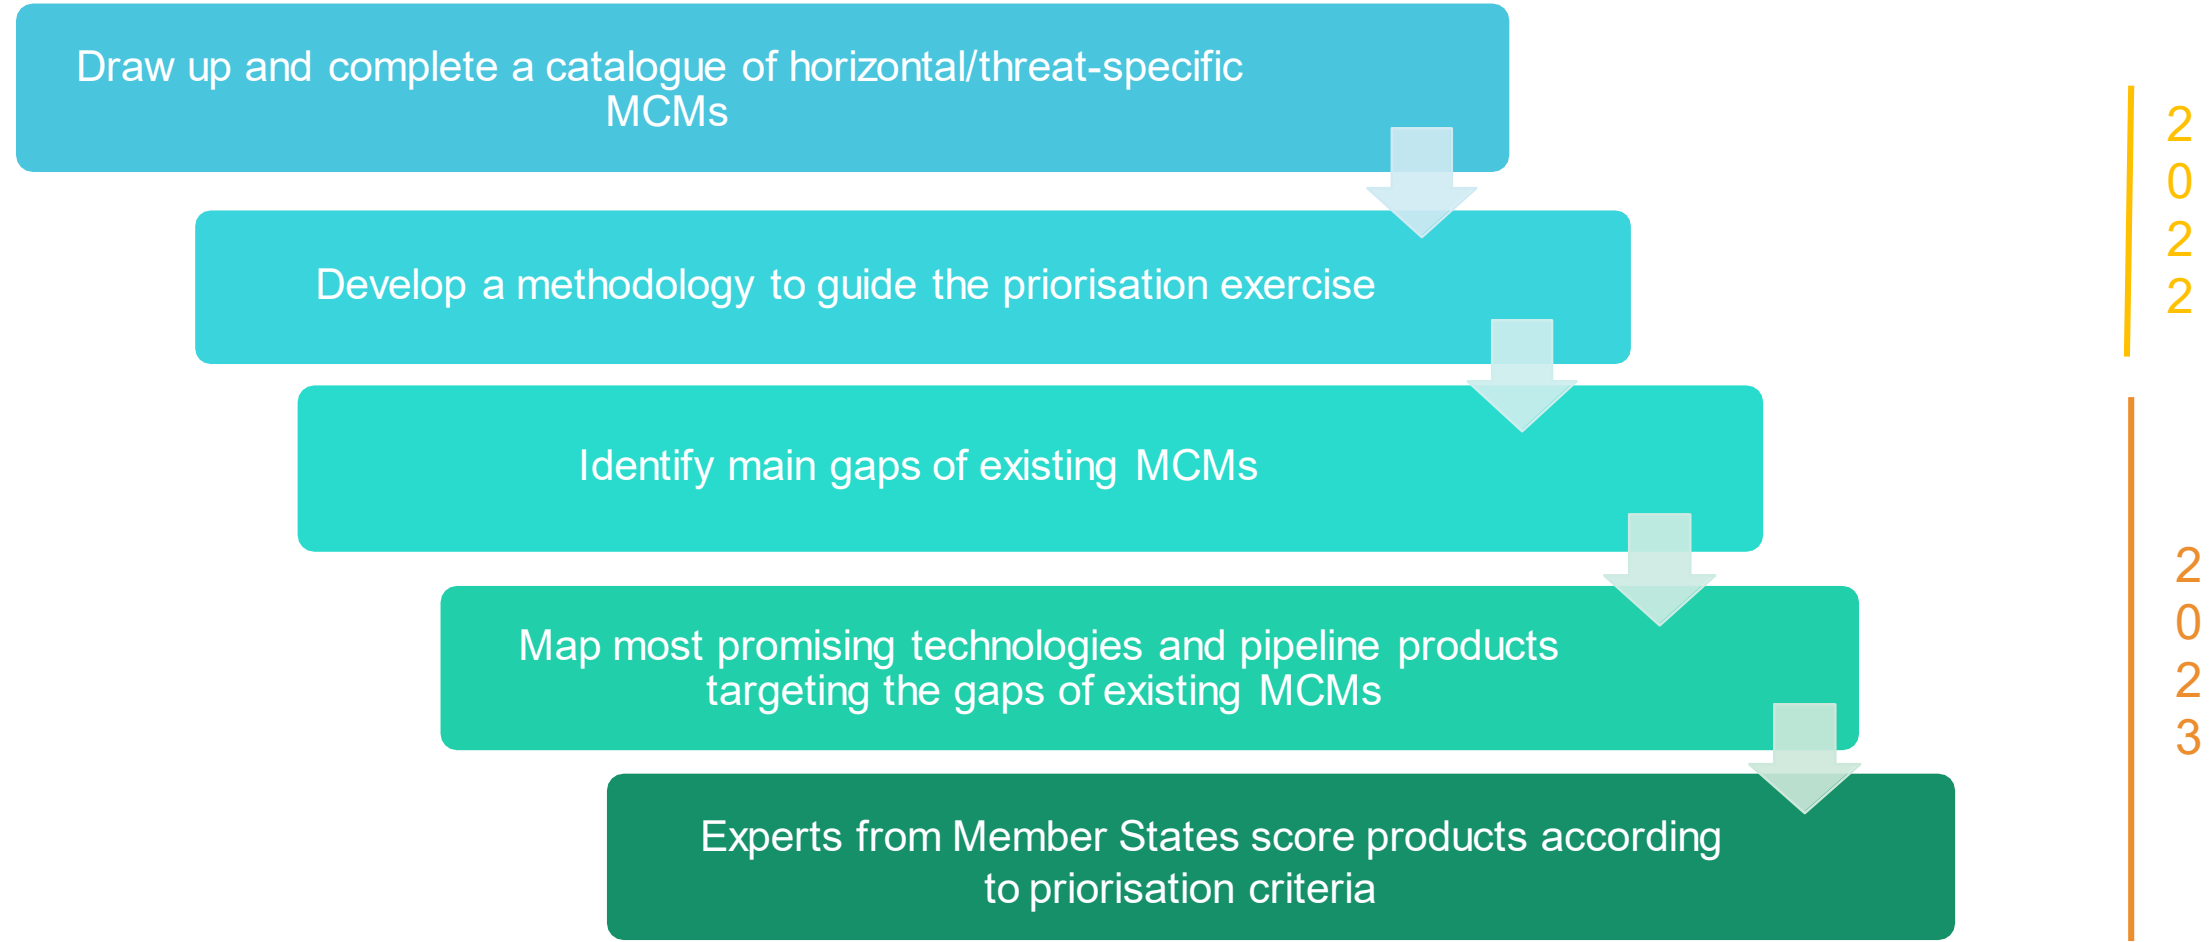 Draw up and complete a catalogue of horizontal/threat-specific
MCMs
Develop a methodology to guide the priorisation exercise
Identify main gaps of existing MCMs
Map most promising technologies and pipeline products
targeting the gaps of existing MCMs
Experts from Member States score products according
to priorisation criteria
2
0
2
2
2
0
2
3